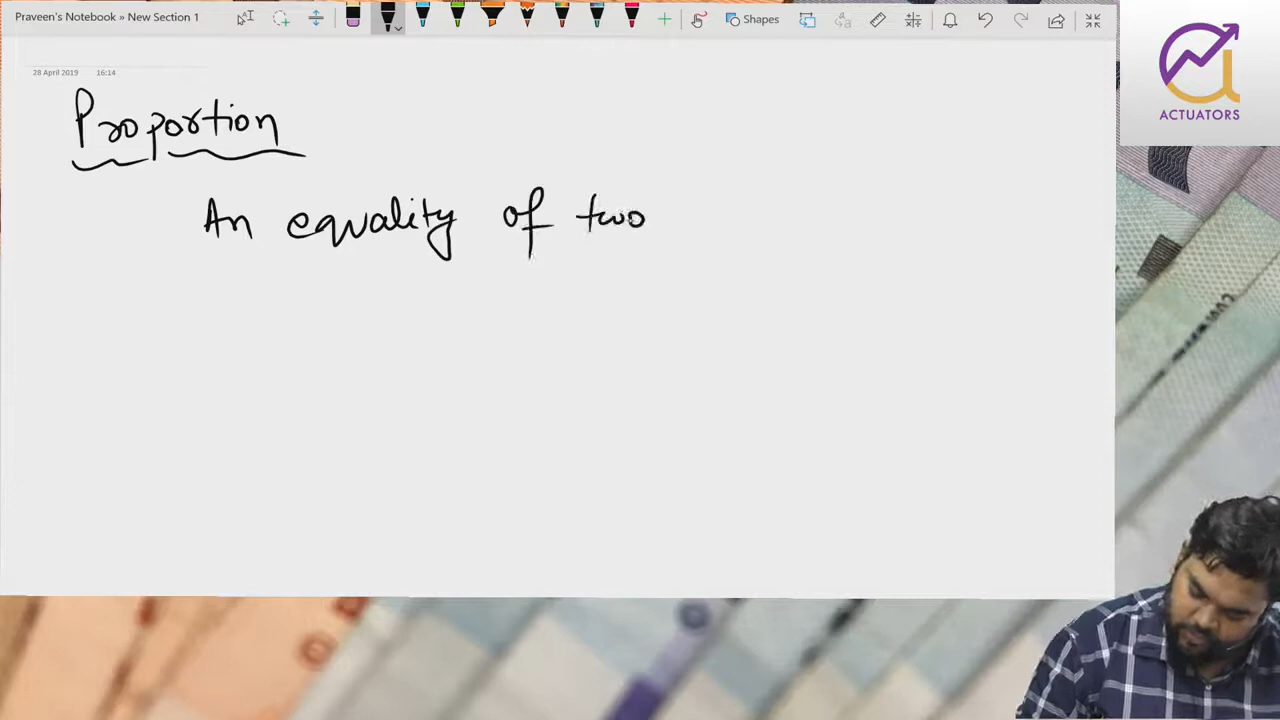 Praveen's Notebook » New Section 1
Shapes
ACTUATORS
28 April 2019 16:14
Proportion
An equality of two